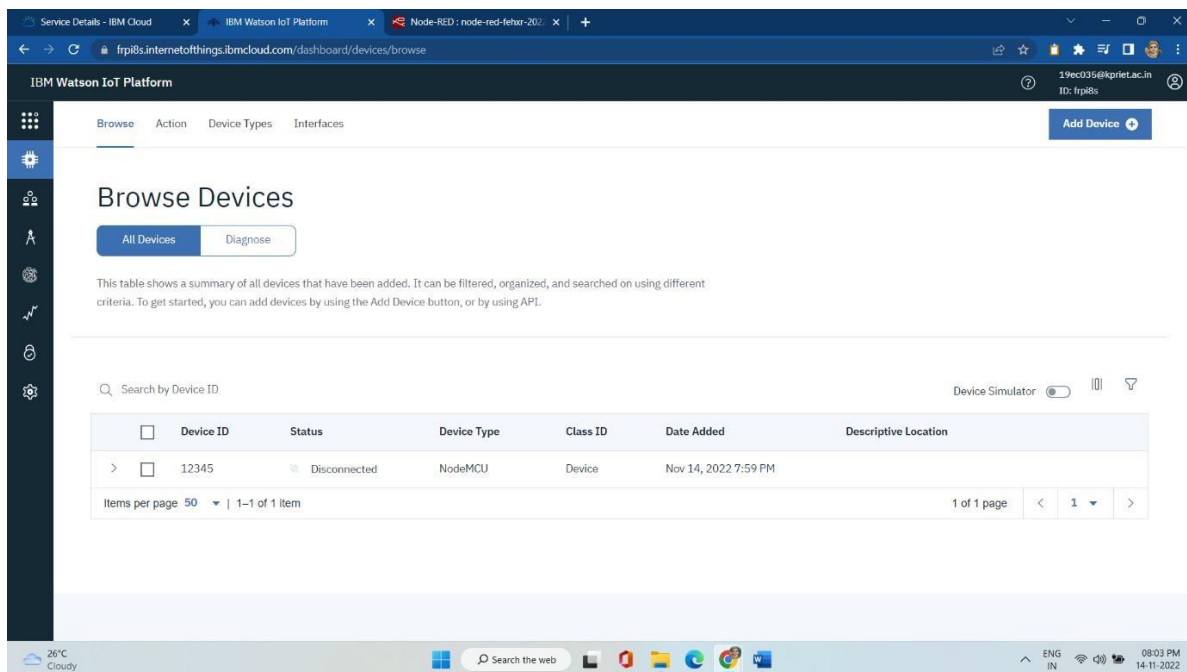 Service Details - IBM Cloud
IBM Watson IoT Platform
Node-RED : node-red-fehxr-202
frpi8s.internetofthings.ibmcloud.com/dashboard/devices/browse
IBM Watson IoT Platform
19ec035@kpriet.ac.in
ID: frpi8s
Browse Action Device Types Interfaces
Add Device
Browse Devices
All Devices Diagnose
This table shows a summary of all devices that have been added. It can be filtered, organized, and searched on using different
criteria. To get started, you can add devices by using the Add Device button, or by using API.
Search by Device ID
Device Simulator
Device ID Status Device Type Class ID Date Added Descriptive Location
12345 Disconnected NodeMCU Device Nov 14, 2022 7:59 PM
Items per page 50 | 1–1 of 1 item
1 of 1 page
1
26°C
Cloudy
Search the web
ENG
IN
08:03 PM
14-11-2022